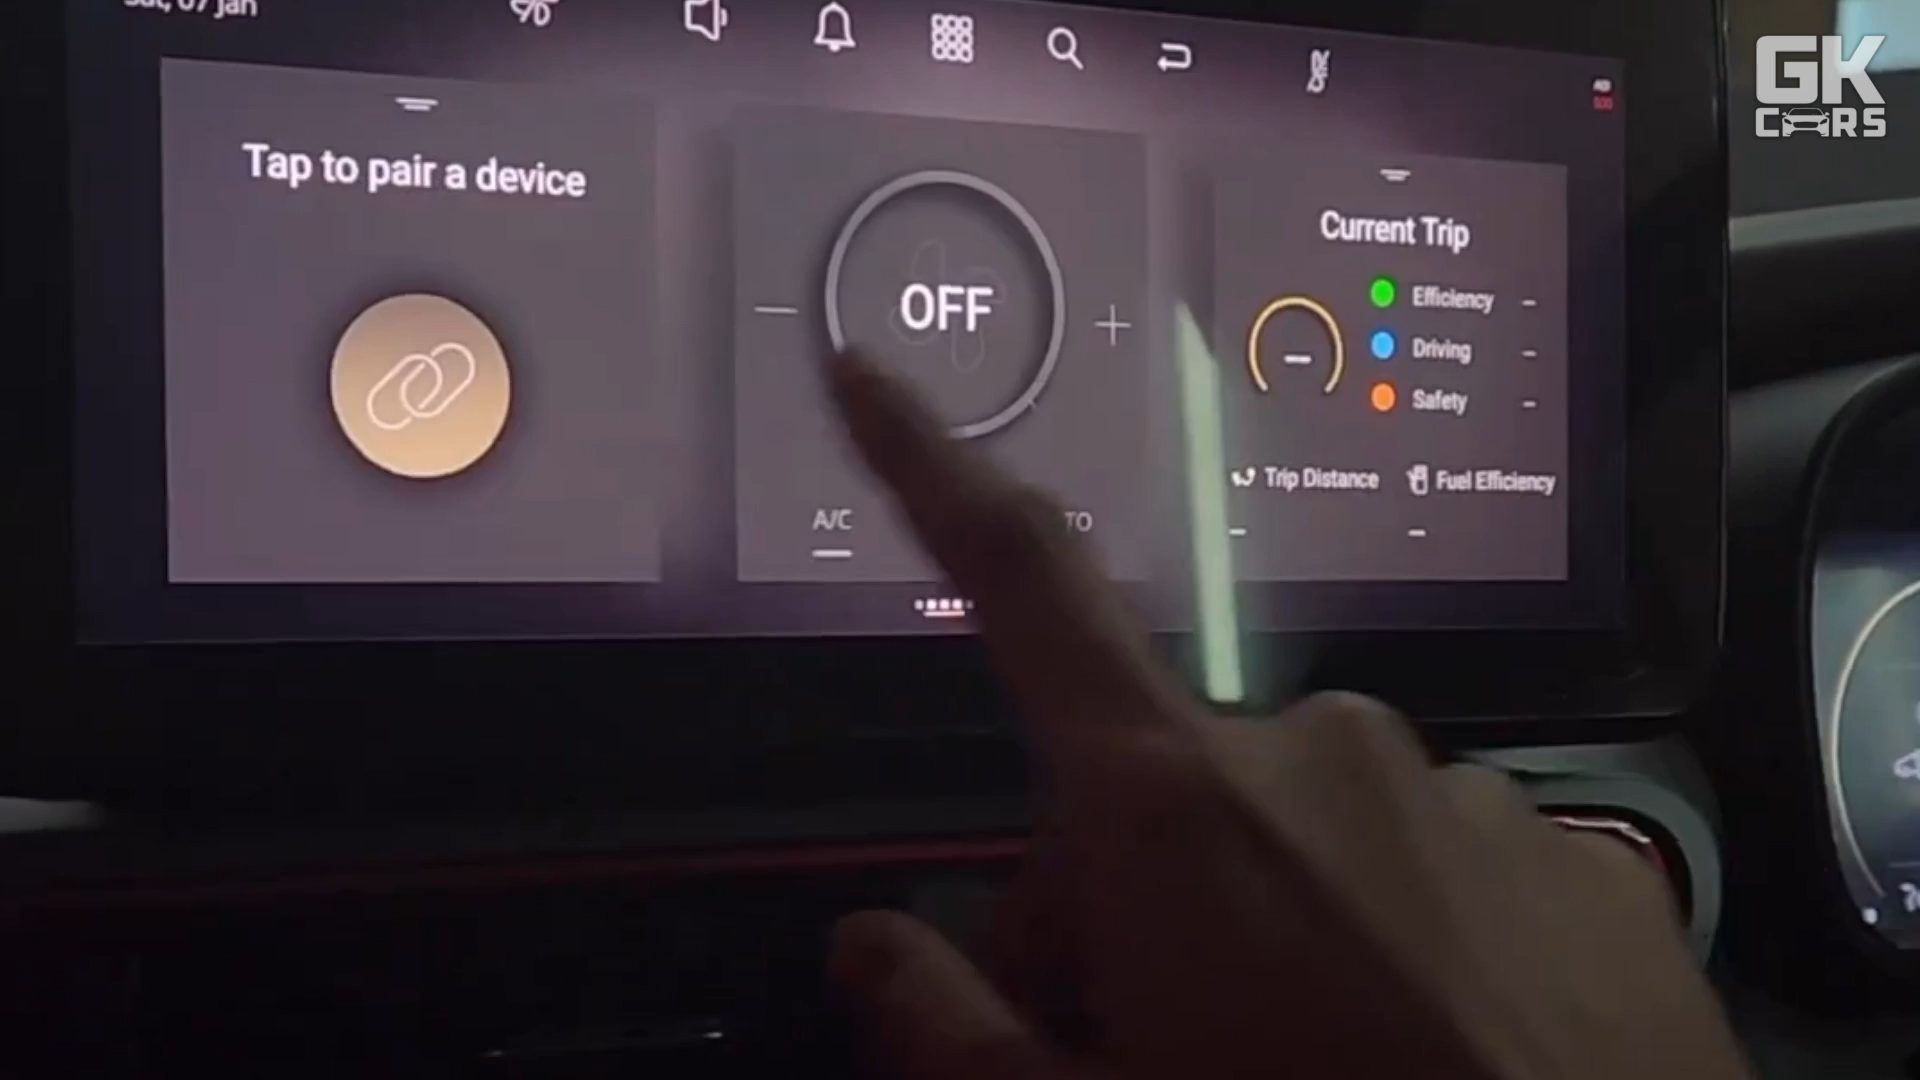 Sat, 07 Jan
GK
CARS
Tap to pair a device
OFF
A/C
TO
Current Trip
Efficiency –
Driving –
Safety –
Trip Distance
Fuel Efficiency